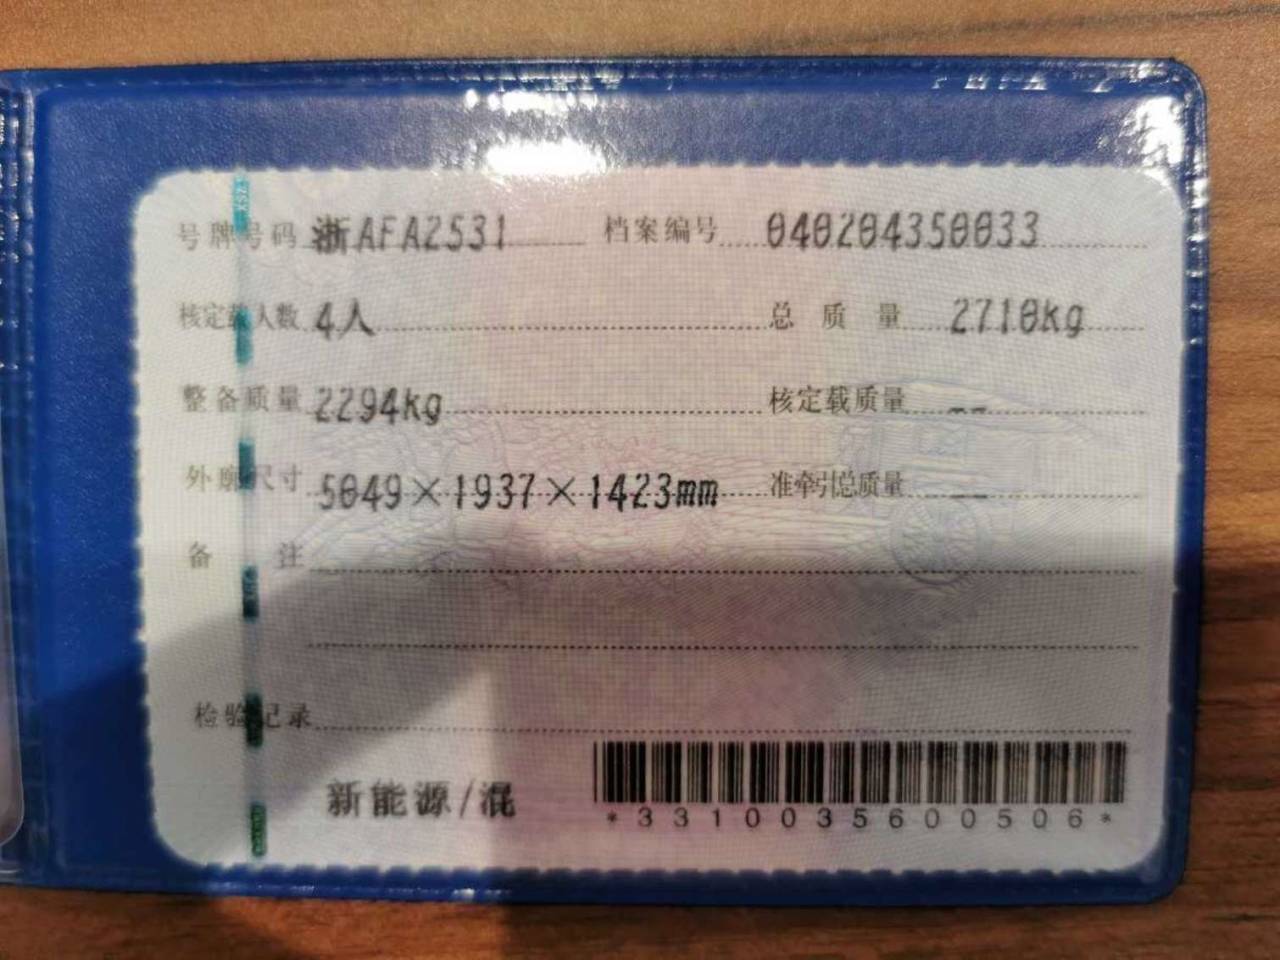 号牌号码 浙AFA2531 档案编号 040204350033
核定载人数 4人 总质量 2710kg
整备质量 2294kg 核定载质量 --
外廓尺寸 5049×1937×1423mm 准牵引总质量 --
备注
检验记录
新能源/混
*3310035600506*